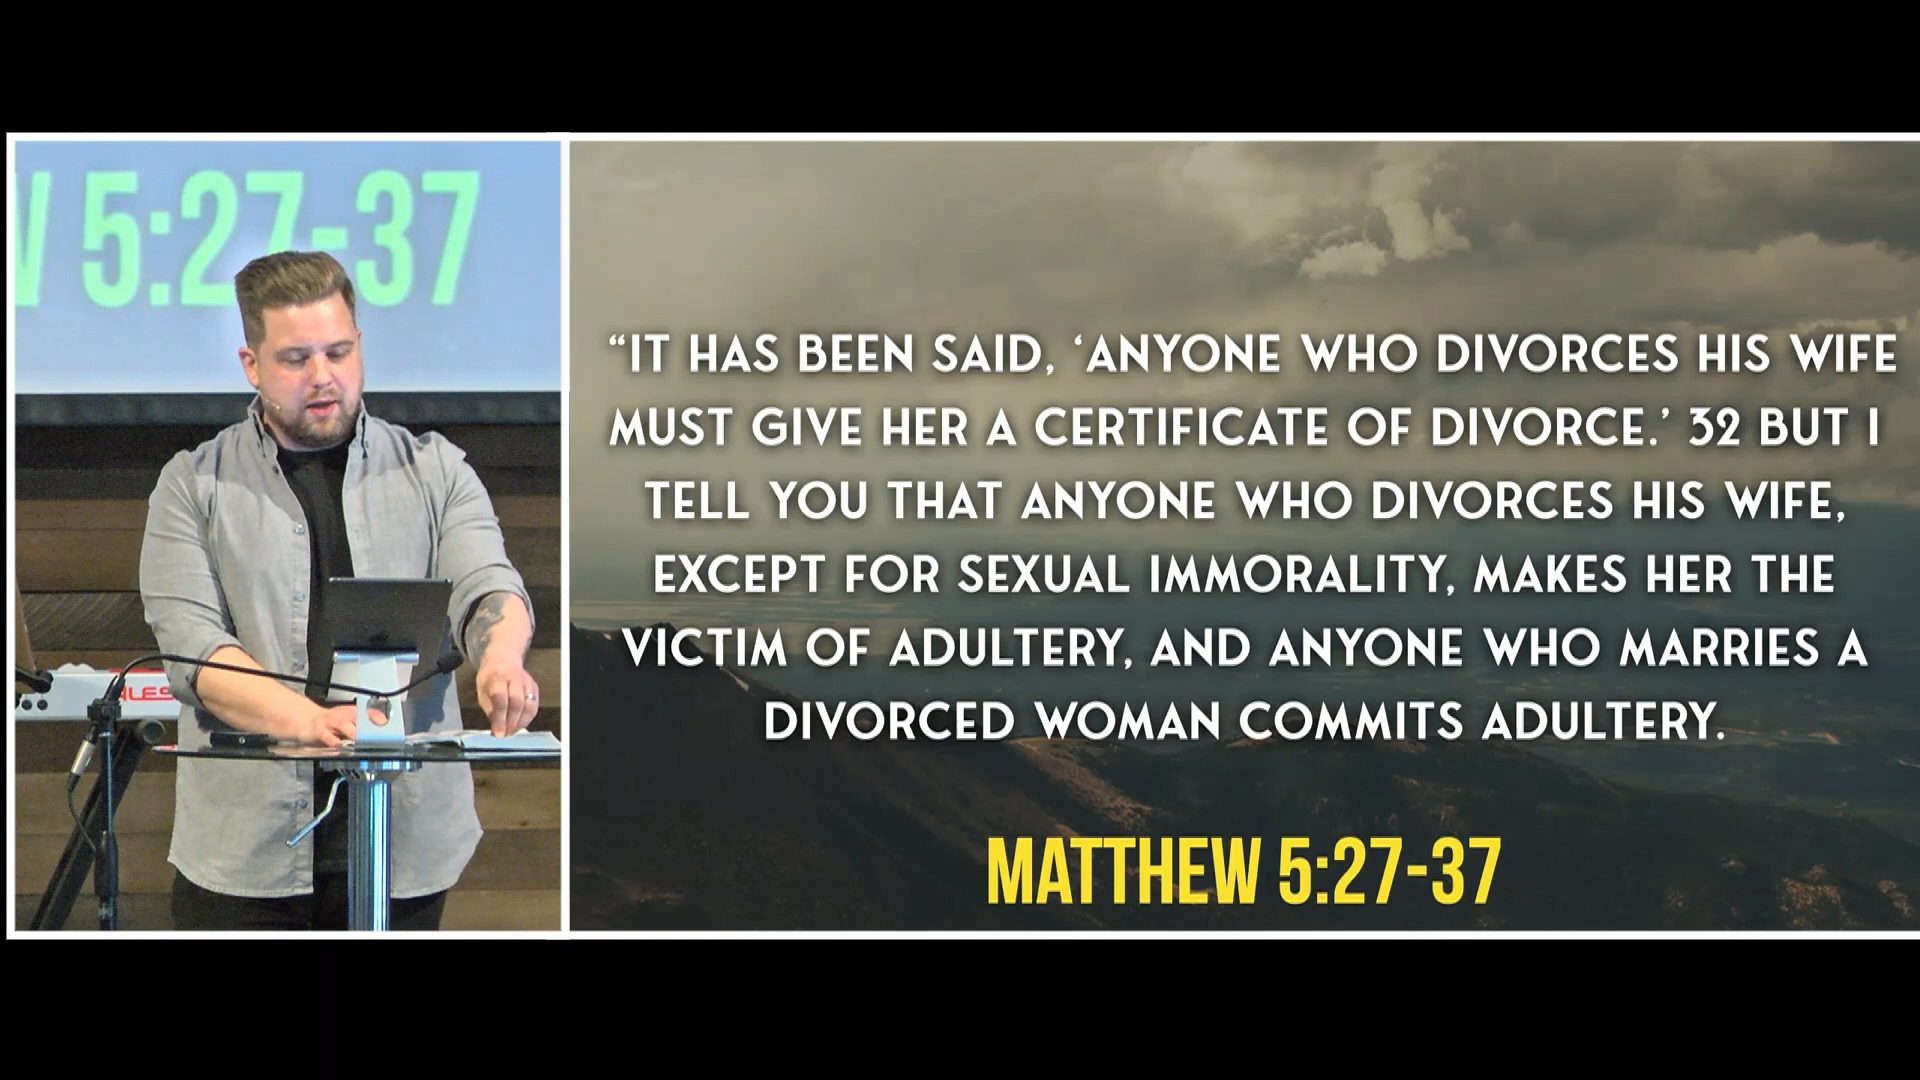 5:27-37
“IT HAS BEEN SAID, ‘ANYONE WHO DIVORCES HIS WIFE
MUST GIVE HER A CERTIFICATE OF DIVORCE.’ 32 BUT I
TELL YOU THAT ANYONE WHO DIVORCES HIS WIFE,
EXCEPT FOR SEXUAL IMMORALITY, MAKES HER THE
VICTIM OF ADULTERY, AND ANYONE WHO MARRIES A
DIVORCED WOMAN COMMITS ADULTERY.
MATTHEW 5:27-37